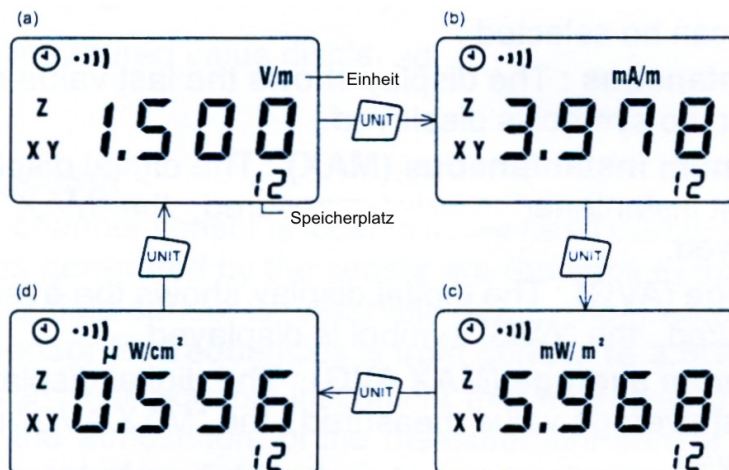 (a)
V/m
Z
XY 1.500
12
Einheit
UNIT
(b)
mA/m
Z
XY 3.978
12
Speicherplatz
UNIT
UNIT
(d)
μ W/cm²
Z
XY 0.596
12
UNIT
(c)
mW/ m²
Z
XY 5.968
12